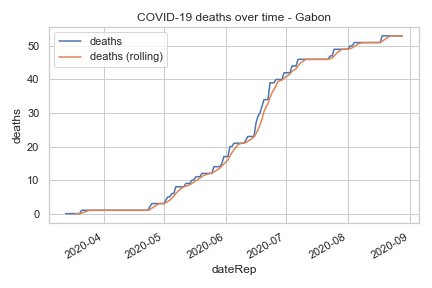 COVID-19 deaths over time - Gabon
deaths
deaths (rolling)
50
40
30
20
10
0
deaths
2020-04
2020-05
2020-06
2020-07
2020-08
2020-09
dateRep